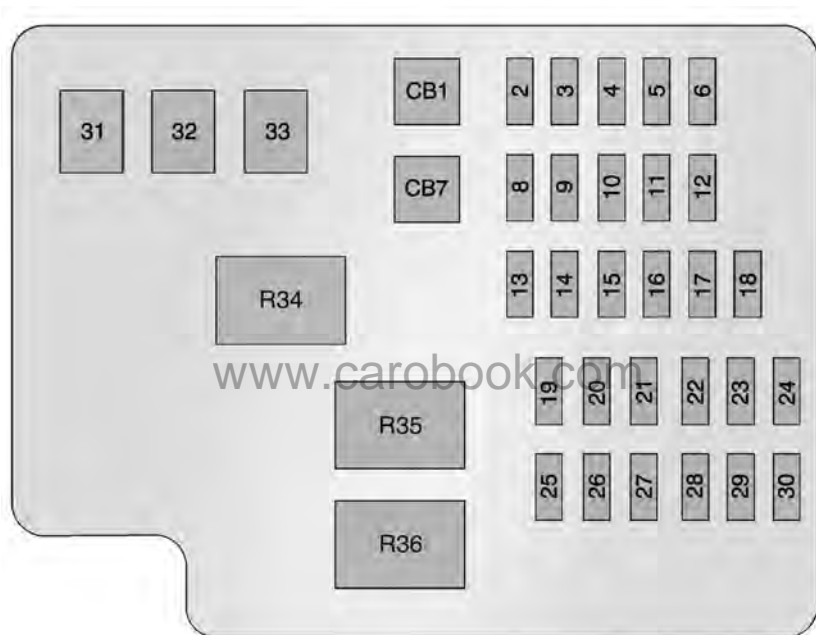 31 32 33
CB1
2 3 4 5 6
CB7
8 9 10 11 12
R34
13 14 15 16 17 18
www.carobook.com
R35
19 20 21 22 23 24
R36
25 26 27 28 29 30